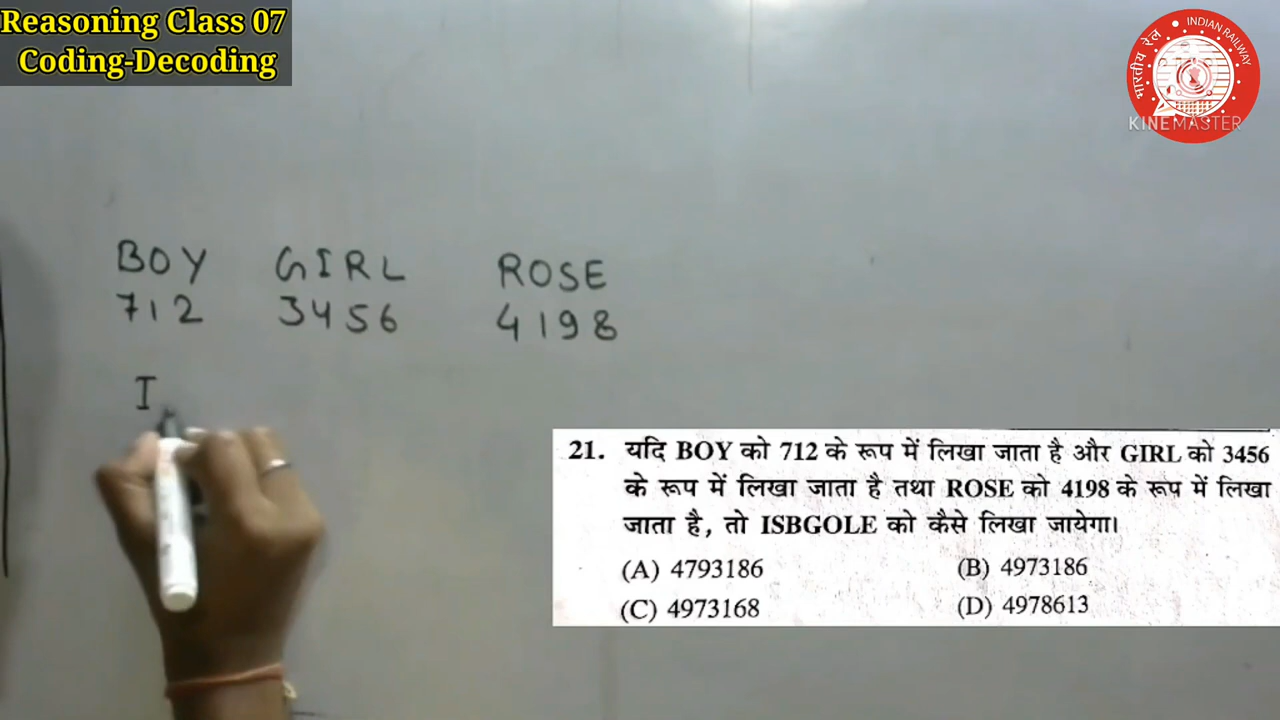 Reasoning Class 07
Coding-Decoding
भारतीय रेल
INDIAN RAILWAY
KINEMASTER
BOY GIRL ROSE
712 3456 4198
I
21. यदि BOY को 712 के रूप में लिखा जाता है और GIRL को 3456
के रूप में लिखा जाता है तथा ROSE को 4198 के रूप में लिखा
जाता है, तो ISBGOLE को कैसे लिखा जायेगा।
(A) 4793186 (B) 4973186
(C) 4973168 (D) 4978613